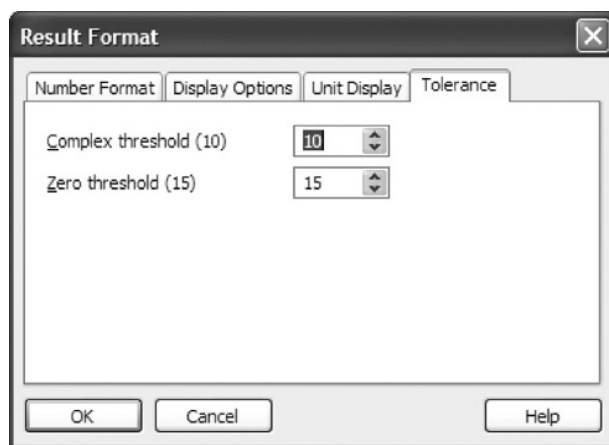 Result Format
Number Format Display Options Unit Display Tolerance
Complex threshold (10) 10
Zero threshold (15) 15
OK Cancel Help